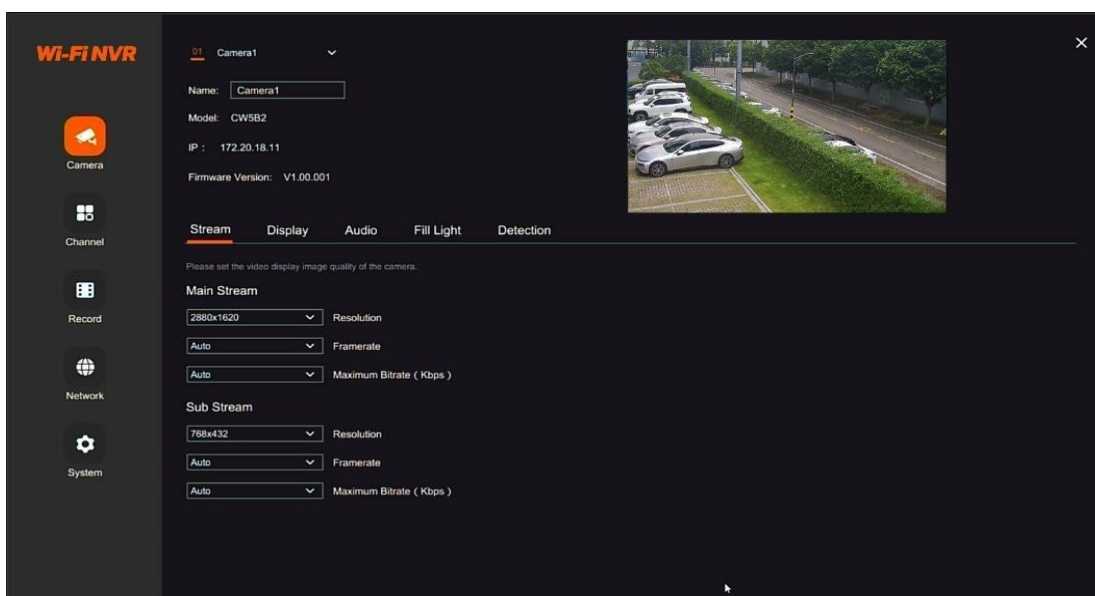 Wi-Fi NVR
01 Camera1
Name: Camera1
Model: CW5B2
IP : 172.20.18.11
Firmware Version: V1.00.001
Camera
Channel
Record
Network
System
Stream Display Audio Fill Light Detection
Please set the video display image quality of the camera.
Main Stream
2880x1620 Resolution
Auto Framerate
Auto Maximum Bitrate ( Kbps )
Sub Stream
768x432 Resolution
Auto Framerate
Auto Maximum Bitrate ( Kbps )